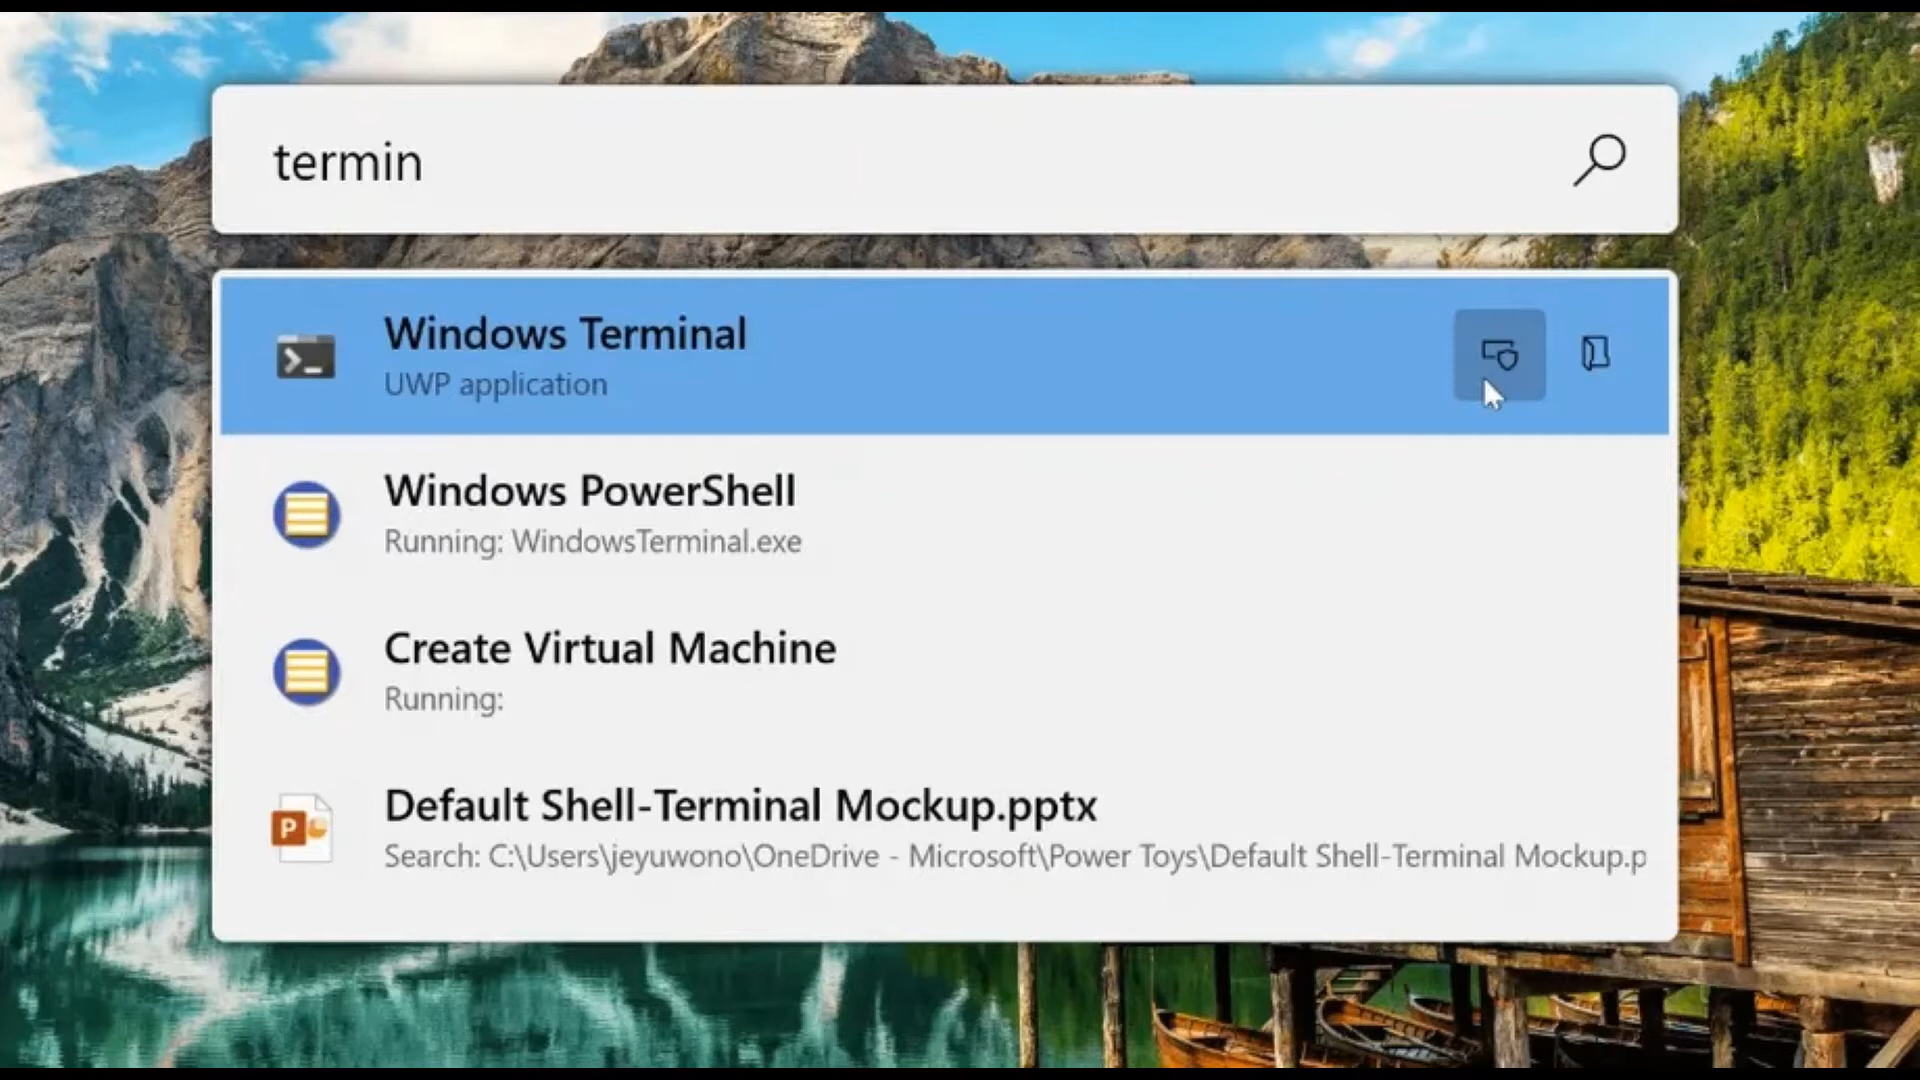 termin
Windows Terminal
UWP application
Windows PowerShell
Running: WindowsTerminal.exe
Create Virtual Machine
Running:
Default Shell-Terminal Mockup.pptx
Search: C:\Users\jeyuwono\OneDrive - Microsoft\Power Toys\Default Shell-Terminal Mockup.p
P